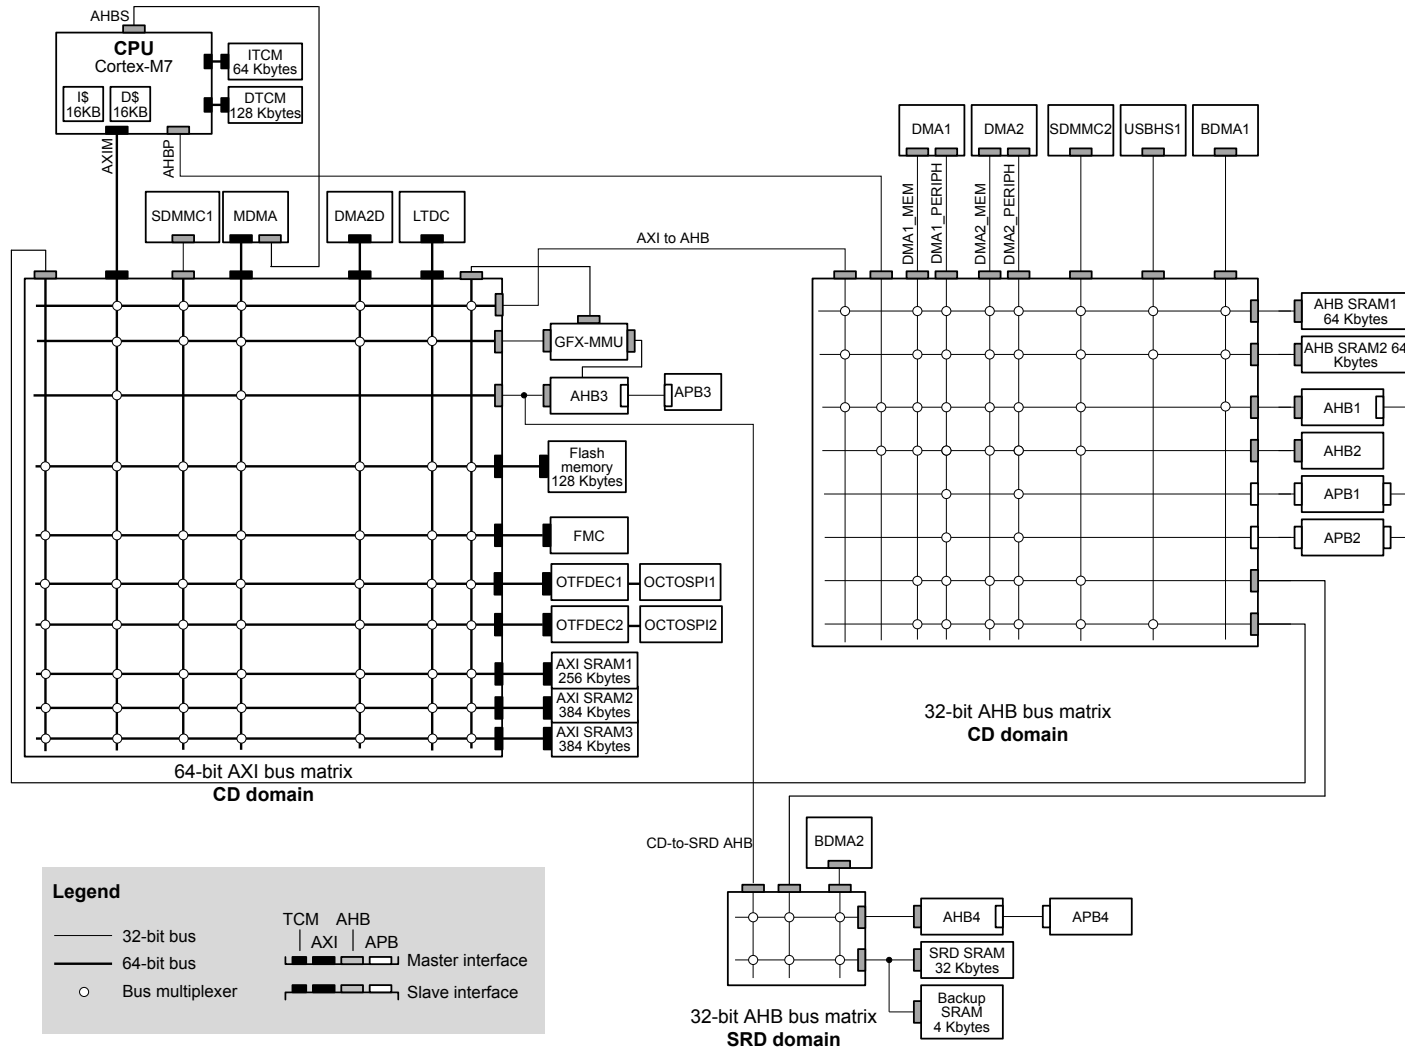 AHBS
CPU
Cortex-M7
I$
16KB
D$
16KB
ITCM
64 Kbytes
DTCM
128 Kbytes
AXIM
AHBP
SDMMC1
MDMA
DMA2D
LTDC
AXI to AHB
GFX-MMU
AHB3
APB3
Flash
memory
128 Kbytes
FMC
OTFDEC1
OCTOSPI1
OTFDEC2
OCTOSPI2
AXI SRAM1
256 Kbytes
AXI SRAM2
384 Kbytes
AXI SRAM3
384 Kbytes
64-bit AXI bus matrix
CD domain
DMA1
DMA2
SDMMC2
USBHS1
BDMA1
DMA1_MEM
DMA1_PERIPH
DMA2_MEM
DMA2_PERIPH
AHB SRAM1
64 Kbytes
AHB SRAM2 64
Kbytes
AHB1
AHB2
APB1
APB2
32-bit AHB bus matrix
CD domain
CD-to-SRD AHB
BDMA2
AHB4
APB4
SRD SRAM
32 Kbytes
Backup
SRAM
4 Kbytes
32-bit AHB bus matrix
SRD domain
Legend
32-bit bus
64-bit bus
Bus multiplexer
TCM
AHB
AXI
APB
Master interface
Slave interface